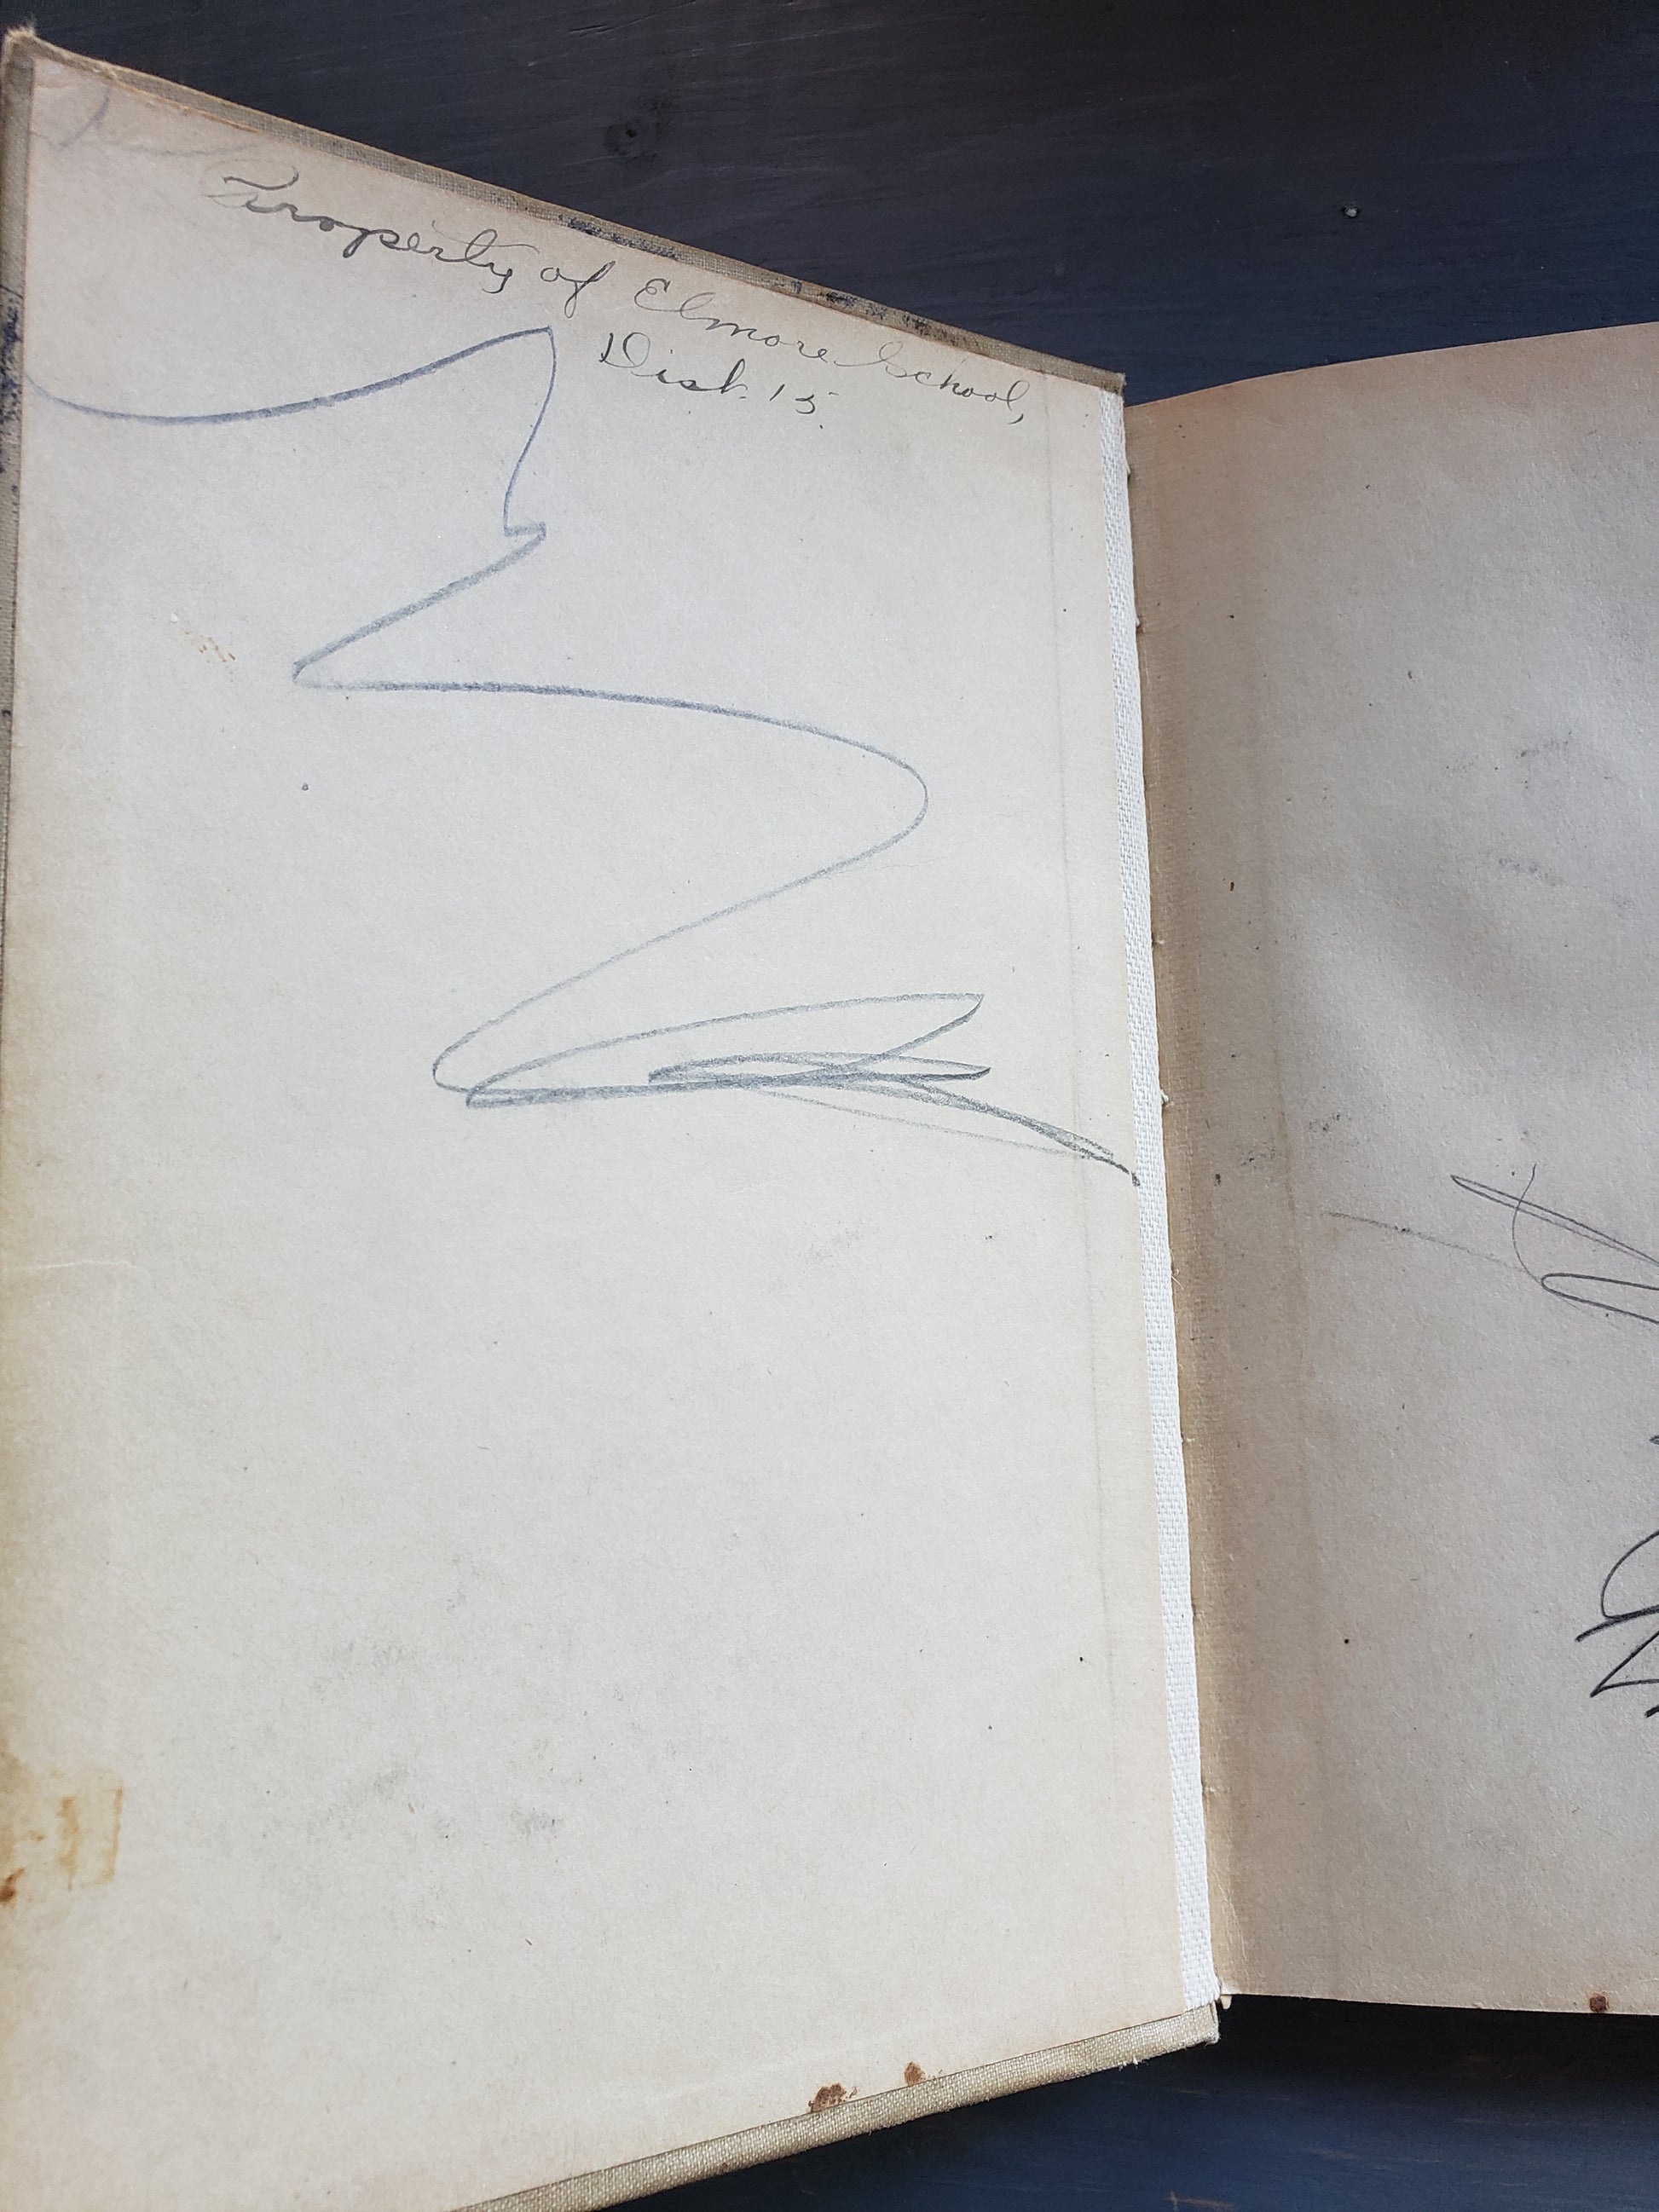 Property of Elmore School,
Dist. 15.